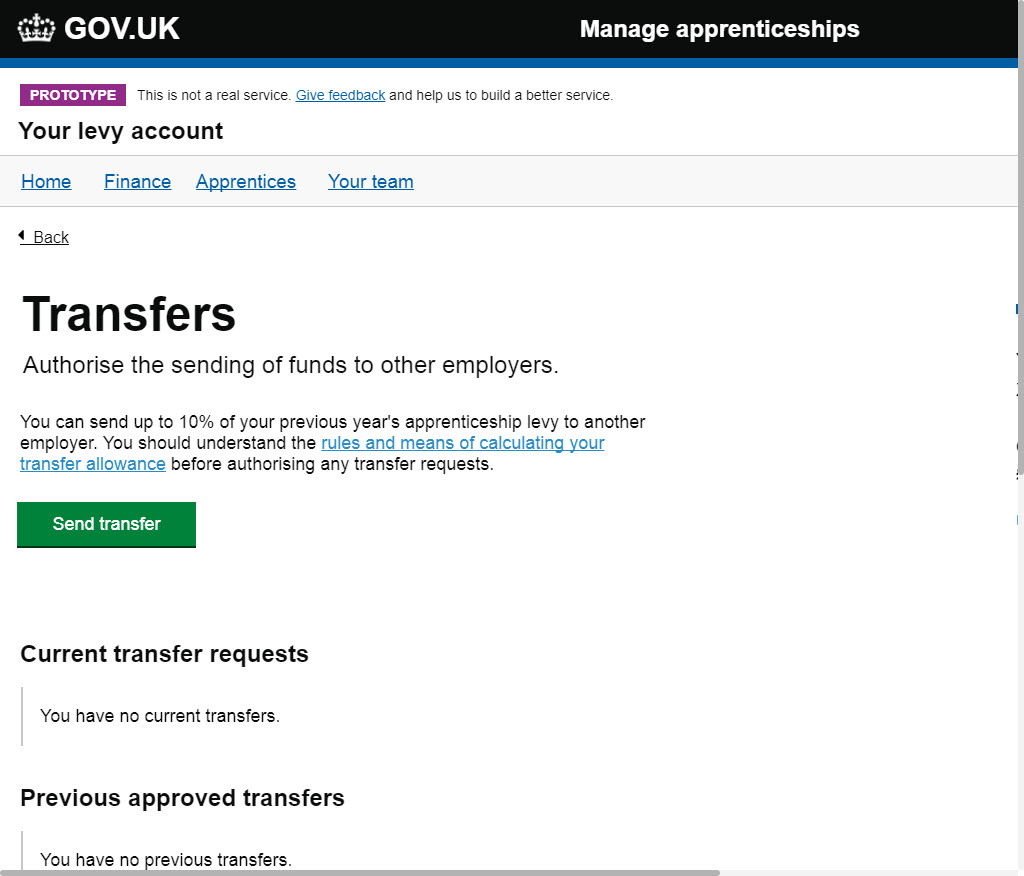 GOV.UK
Manage apprenticeships
PROTOTYPE This is not a real service. Give feedback and help us to build a better service.
Your levy account
Home Finance Apprentices Your team
Back
Transfers
Authorise the sending of funds to other employers.
You can send up to 10% of your previous year's apprenticeship levy to another
employer. You should understand the rules and means of calculating your
transfer allowance before authorising any transfer requests.
Send transfer
Current transfer requests
You have no current transfers.
Previous approved transfers
You have no previous transfers.